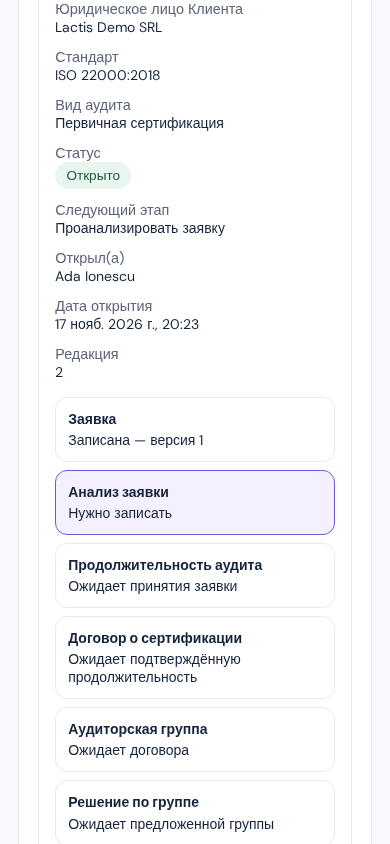 Юридическое лицо Клиента
Lactis Demo SRL
Стандарт
ISO 22000:2018
Вид аудита
Первичная сертификация
Статус
Открыто
Следующий этап
Проанализировать заявку
Открыл(а)
Ada Ionescu
Дата открытия
17 нояб. 2026 г., 20:23
Редакция
2
Заявка
Записана — версия 1
Анализ заявки
Нужно записать
Продолжительность аудита
Ожидает принятия заявки
Договор о сертификации
Ожидает подтверждённую
продолжительность
Аудиторская группа
Ожидает договора
Решение по группе
Ожидает предложенной группы